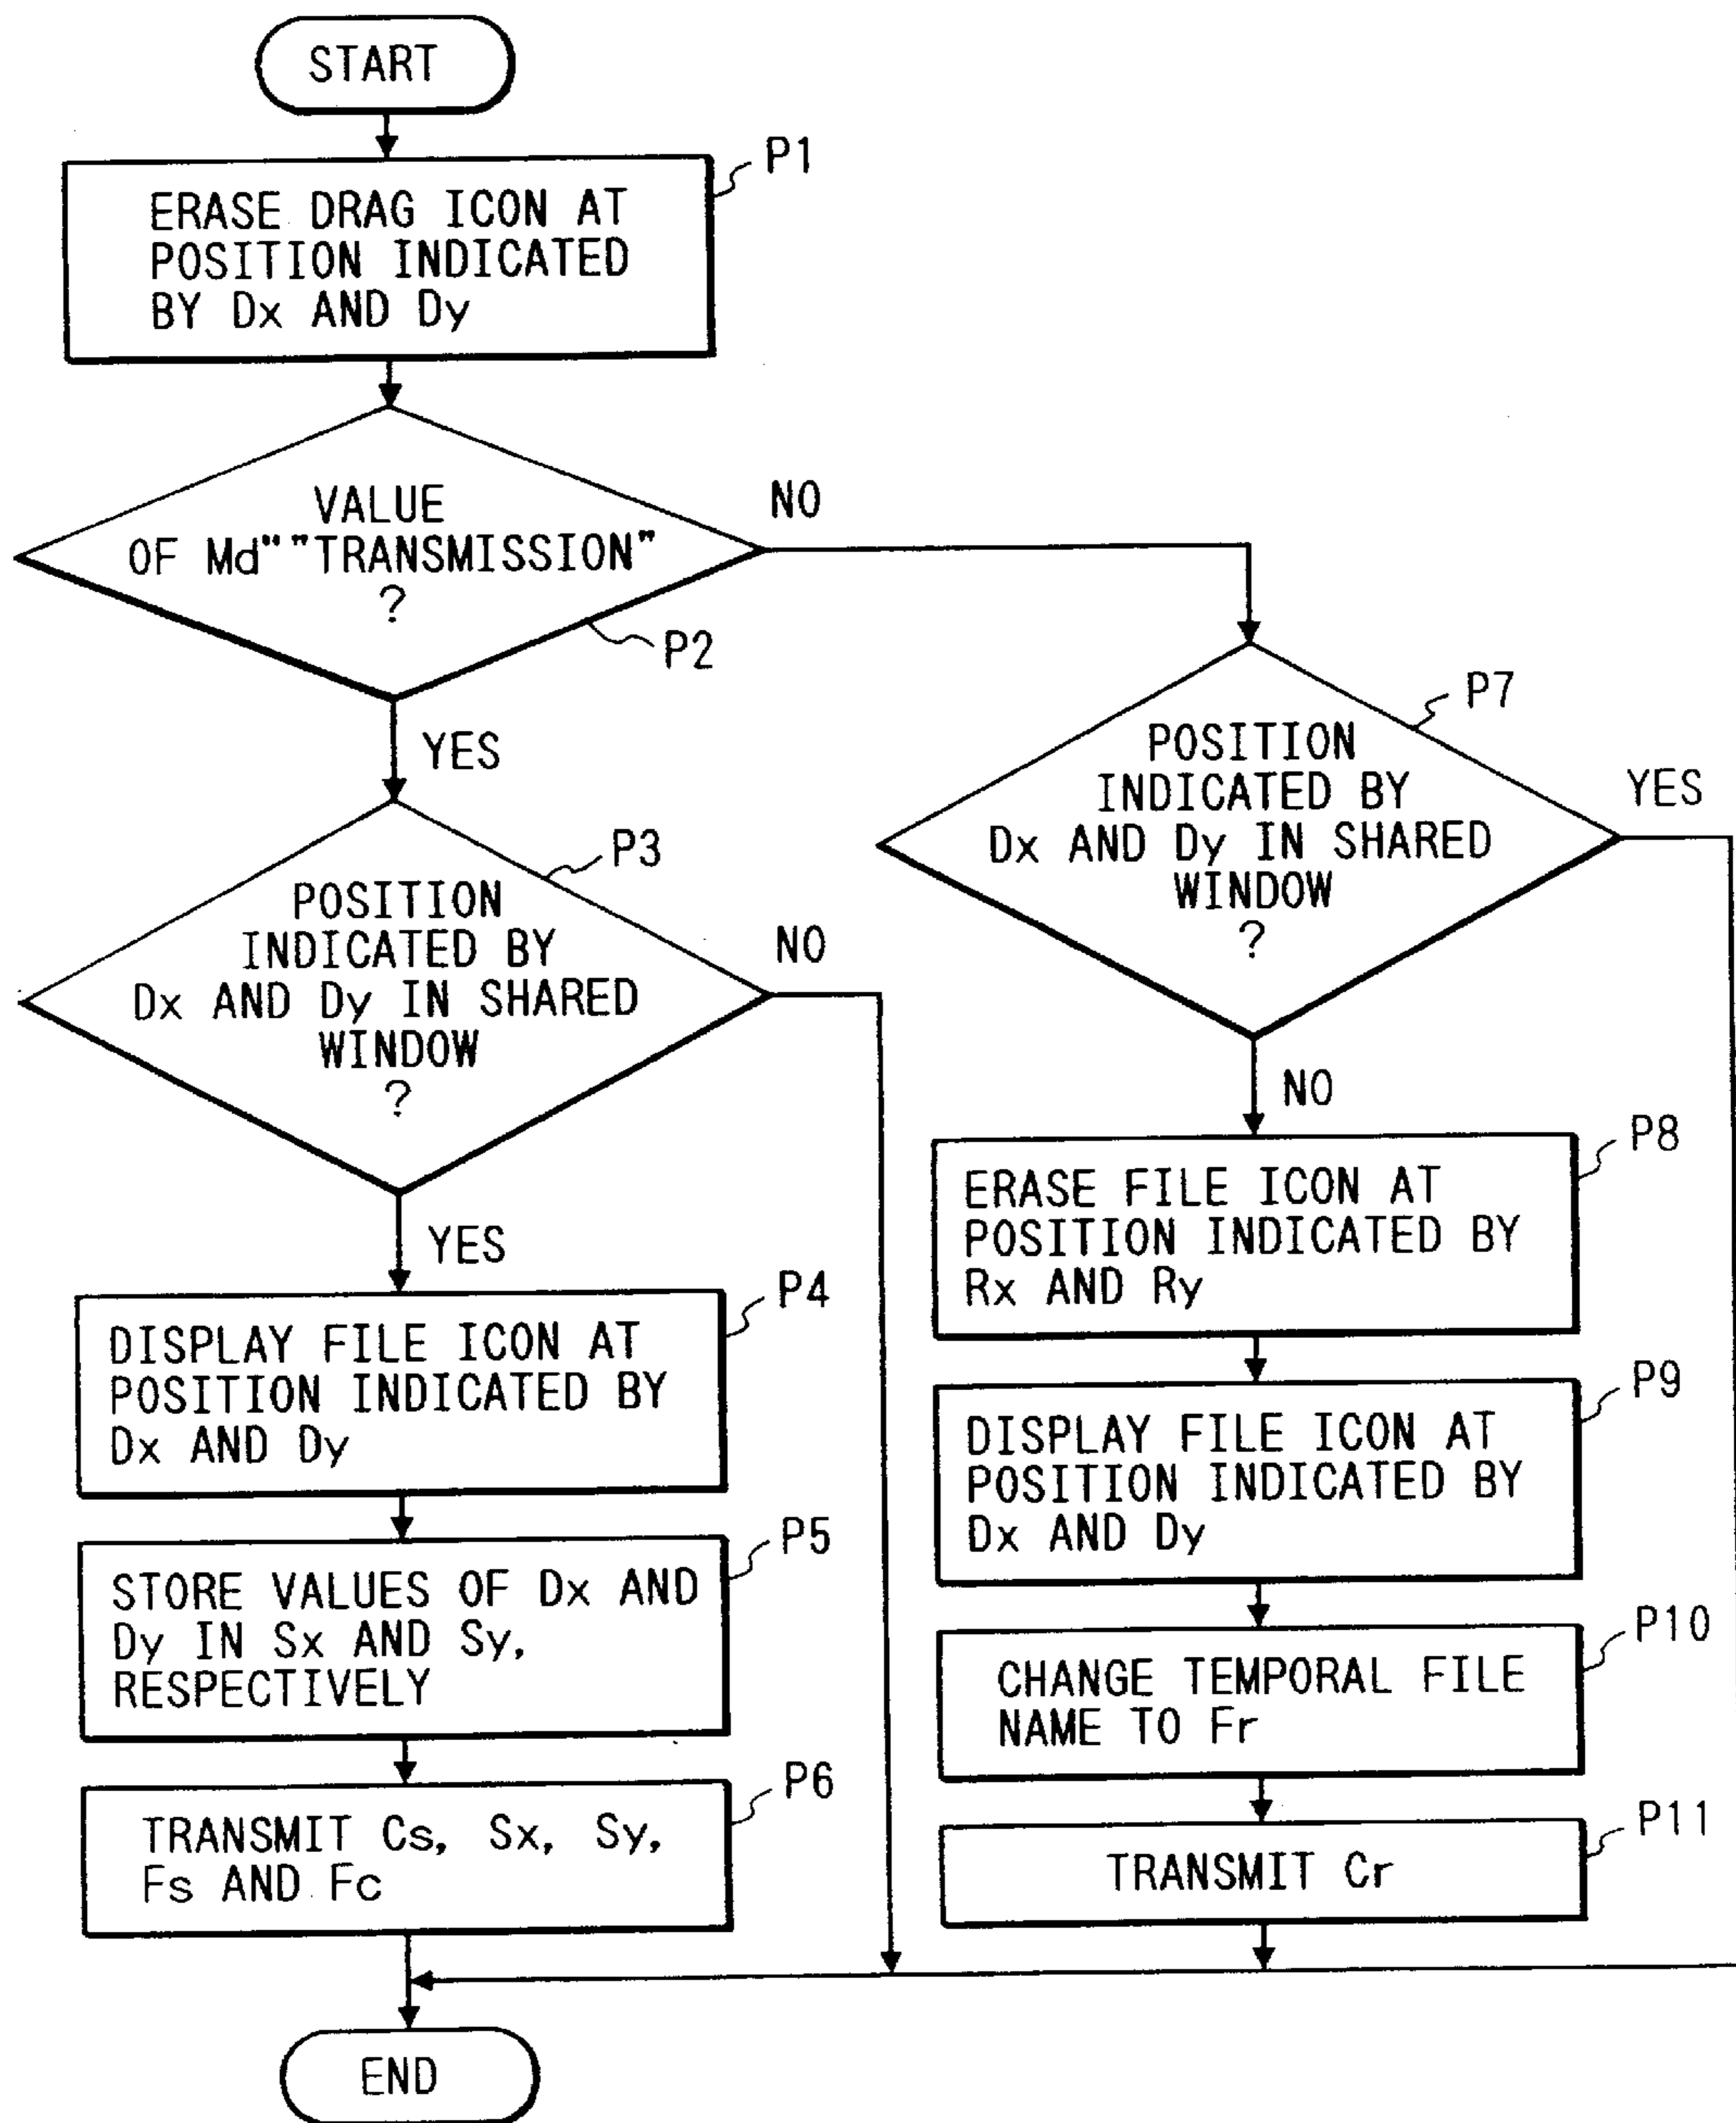 START
P1
ERASE DRAG ICON AT
POSITION INDICATED
BY Dx AND Dy
VALUE
OF Md""TRANSMISSION"
?
NO
P2
YES
P3
POSITION
INDICATED BY
Dx AND Dy IN SHARED
WINDOW
?
NO
YES
P4
DISPLAY FILE ICON AT
POSITION INDICATED BY
Dx AND Dy
P5
STORE VALUES OF Dx AND
Dy IN Sx AND Sy,
RESPECTIVELY
P6
TRANSMIT Cs, Sx, Sy,
Fs AND Fc
P7
POSITION
INDICATED BY
Dx AND Dy IN SHARED
WINDOW
?
YES
NO
P8
ERASE FILE ICON AT
POSITION INDICATED BY
Rx AND Ry
P9
DISPLAY FILE ICON AT
POSITION INDICATED BY
Dx AND Dy
P10
CHANGE TEMPORAL FILE
NAME TO Fr
P11
TRANSMIT Cr
END